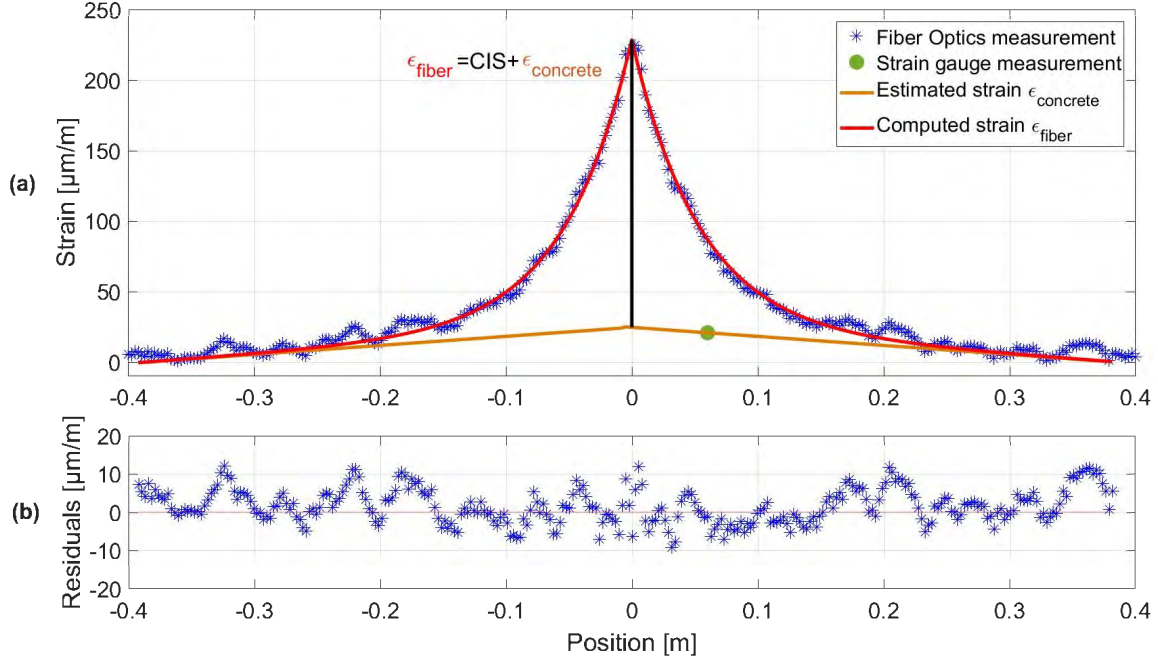 (a)
Strain [µm/m]
250
200
150
100
50
0
ϵfiber=CIS+ϵconcrete
Fiber Optics measurement
Strain gauge measurement
Estimated strain ϵconcrete
Computed strain ϵfiber
-0.4 -0.3 -0.2 -0.1 0 0.1 0.2 0.3 0.4
(b)
Residuals [µm/m]
20
10
0
-10
-20
-0.4 -0.3 -0.2 -0.1 0 0.1 0.2 0.3 0.4
Position [m]